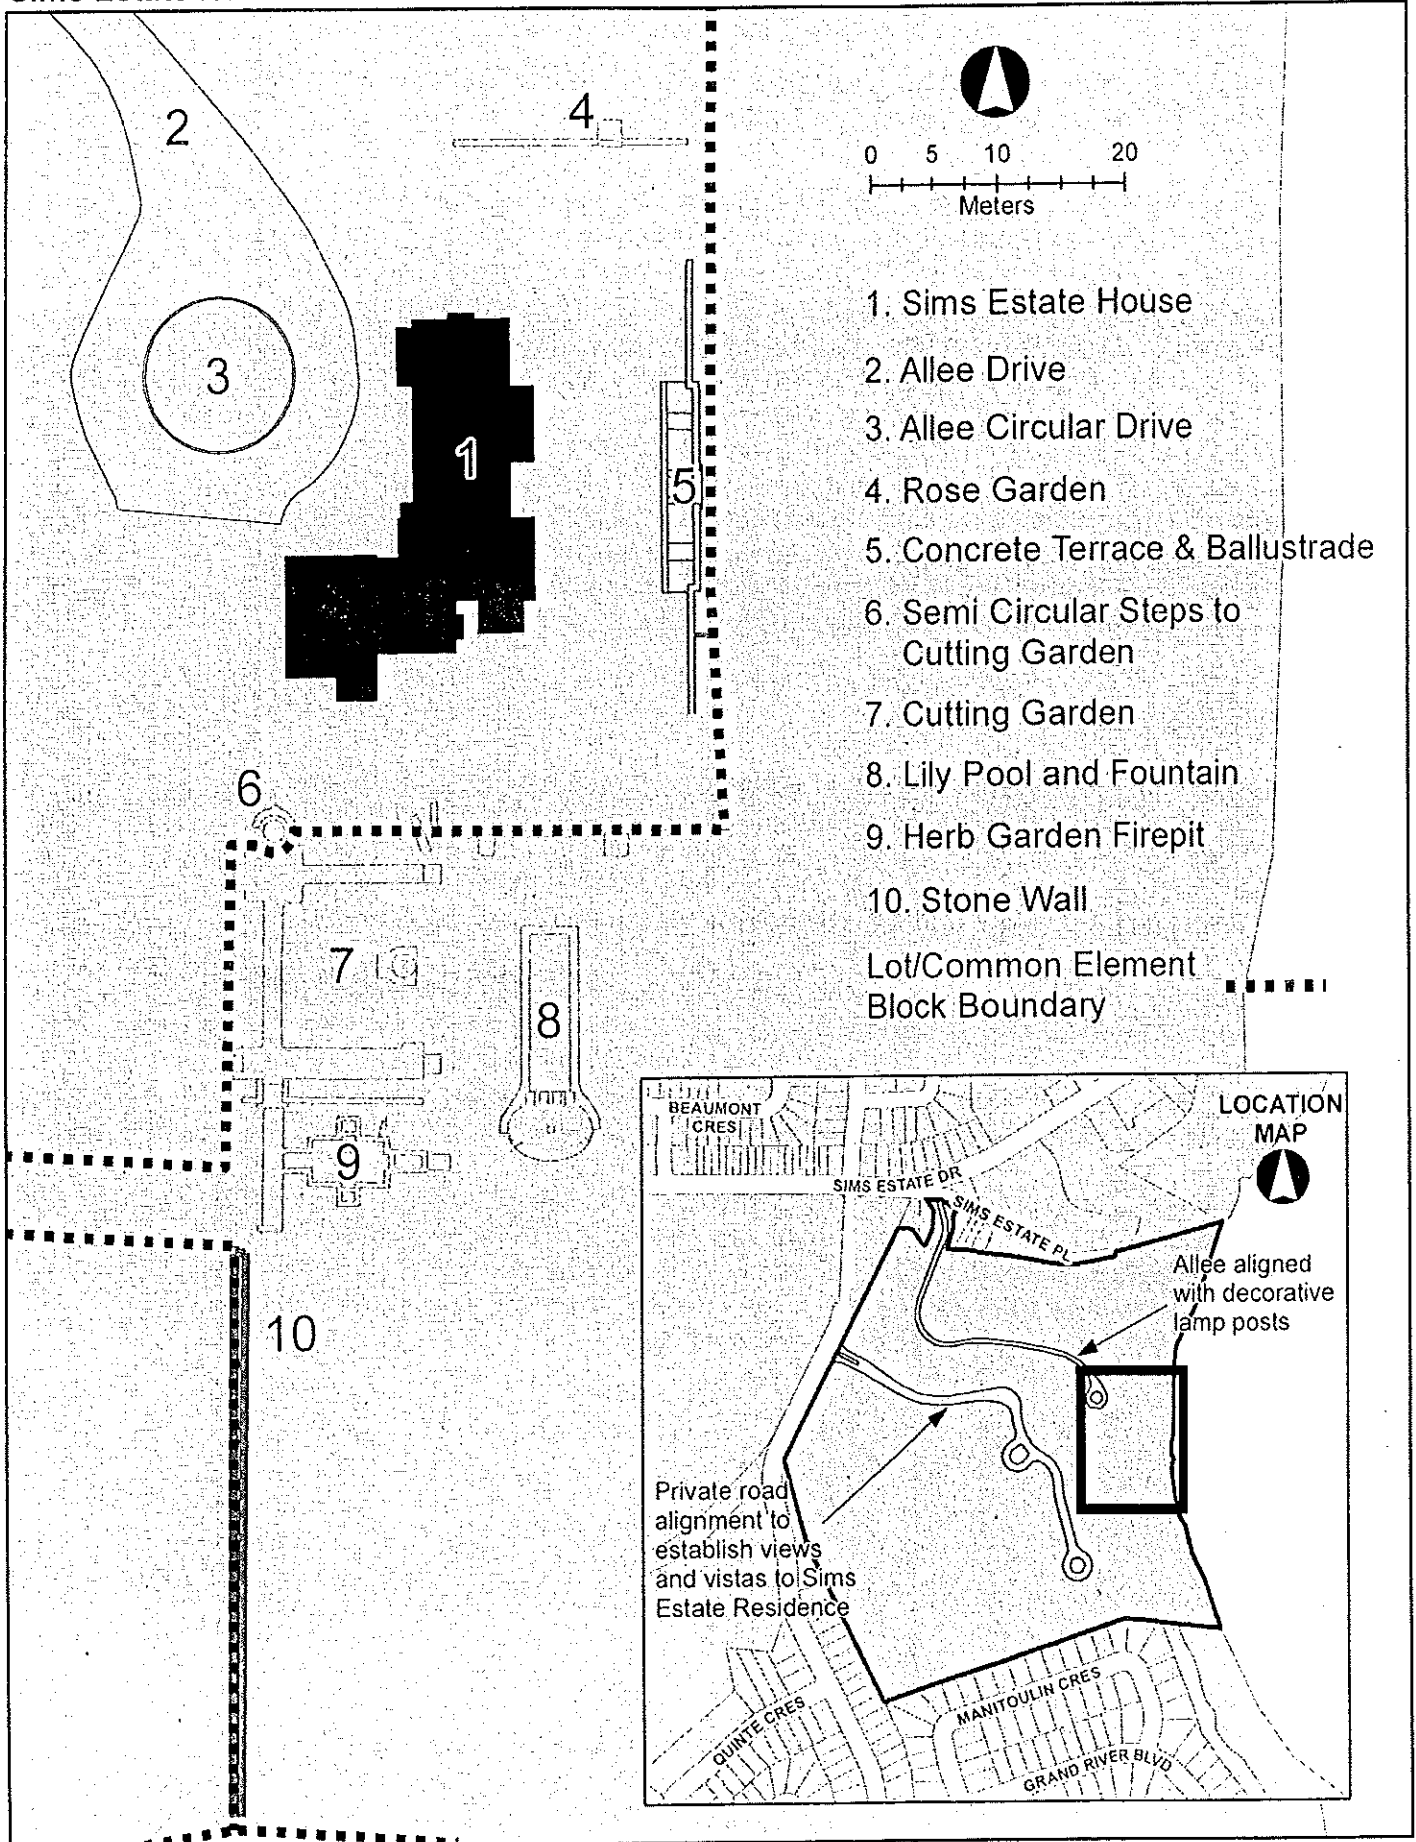 2
4
3
1
5
6
7
8
9
10
0 5 10 20
Meters
1. Sims Estate House
2. Allee Drive
3. Allee Circular Drive
4. Rose Garden
5. Concrete Terrace & Ballustrade
6. Semi Circular Steps to
Cutting Garden
7. Cutting Garden
8. Lily Pool and Fountain
9. Herb Garden Firepit
10. Stone Wall
Lot/Common Element
Block Boundary
LOCATION
MAP
BEAUMONT
CRES
SIMS ESTATE DR
SIMS ESTATE PL
Allee aligned
with decorative
lamp posts
Private road
alignment to
establish views
and vistas to Sims
Estate Residence
QUINTE CRES
MANITOULIN CRES
GRAND RIVER BLVD